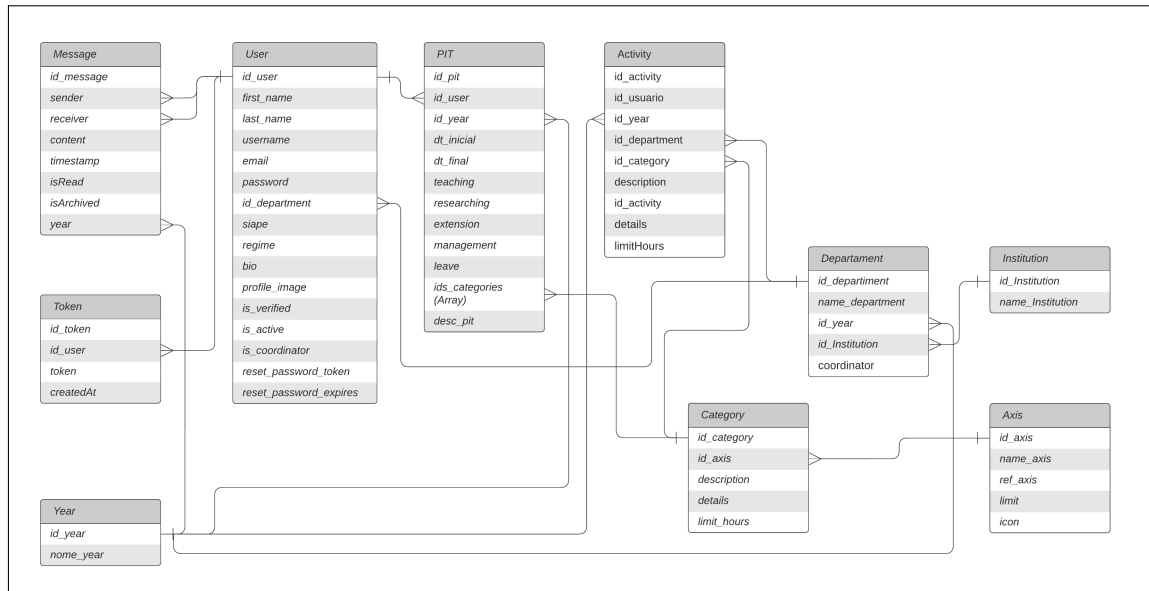 Message
id_message
sender
receiver
content
timestamp
isRead
isArchived
year
User
id_user
first_name
last_name
username
email
password
id_department
siape
regime
bio
profile_image
is_verified
is_active
is_coordinator
reset_password_token
reset_password_expires
PIT
id_pit
id_user
id_year
dt_inicial
dt_final
teaching
researching
extension
management
leave
ids_categories
(Array)
desc_pit
Activity
id_activity
id_usuario
id_year
id_department
id_category
description
id_activity
details
limitHours
Departament
id_departiment
name_department
id_year
id_Institution
coordinator
Institution
id_Institution
name_Institution
Token
id_token
id_user
token
createdAt
Category
id_category
id_axis
description
details
limit_hours
Axis
id_axis
name_axis
ref_axis
limit
icon
Year
id_year
nome_year